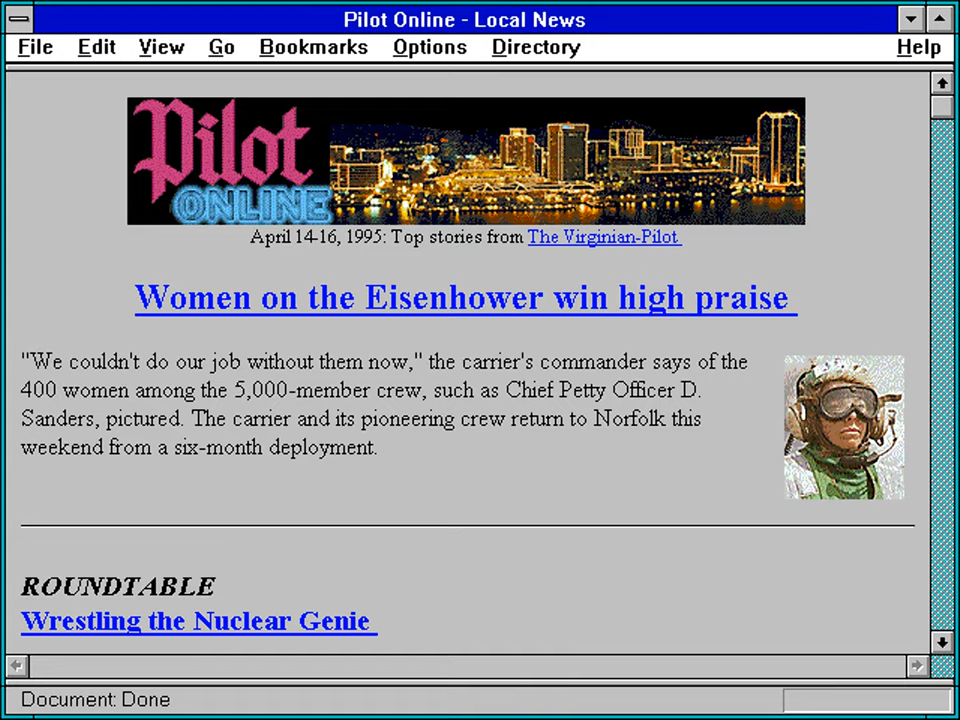 Pilot Online - Local News
File Edit View Go Bookmarks Options Directory Help
Pilot
ONLINE
April 14-16, 1995: Top stories from The Virginian-Pilot
Women on the Eisenhower win high praise
"We couldn't do our job without them now," the carrier's commander says of the
400 women among the 5,000-member crew, such as Chief Petty Officer D.
Sanders, pictured. The carrier and its pioneering crew return to Norfolk this
weekend from a six-month deployment.
ROUNDTABLE
Wrestling the Nuclear Genie
Document: Done